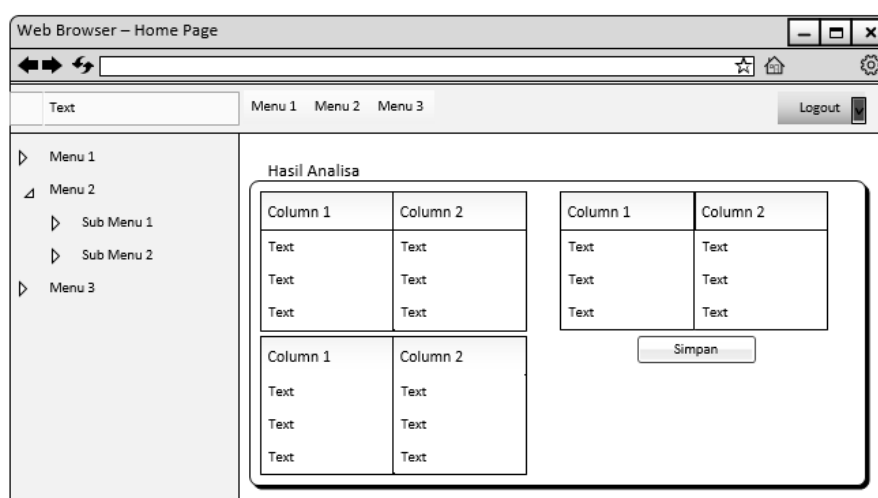 Web Browser – Home Page
Text
Menu 1 Menu 2 Menu 3
Logout
Menu 1
Menu 2
Sub Menu 1
Sub Menu 2
Menu 3
Hasil Analisa
Column 1 Column 2
Text Text
Text Text
Text Text
Column 1 Column 2
Text Text
Text Text
Text Text
Column 1 Column 2
Text Text
Text Text
Text Text
Simpan